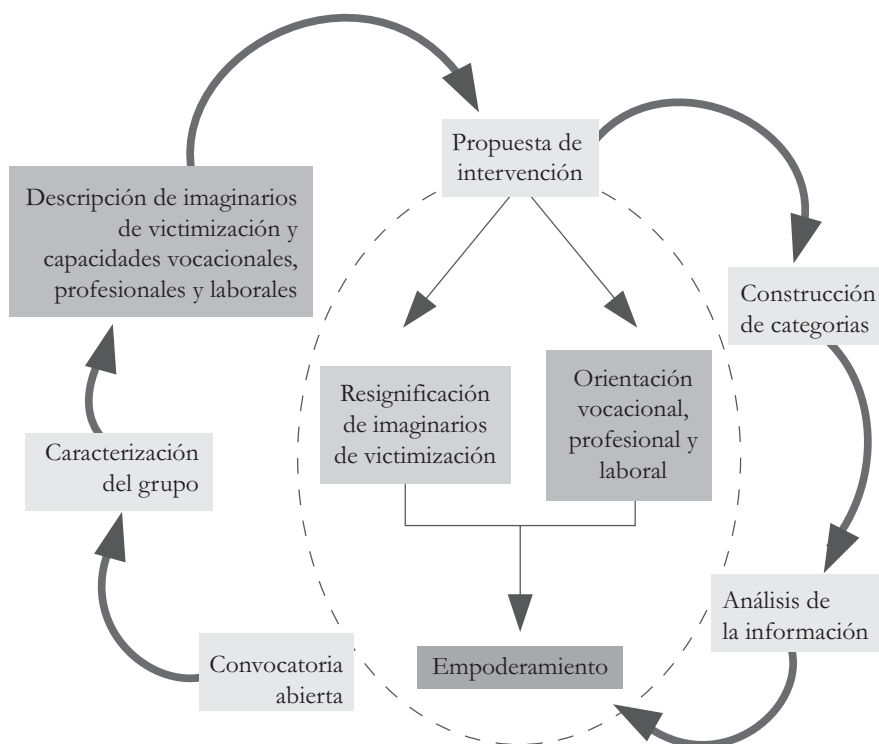 Propuesta de
intervención
Descripción de imaginarios
de victimización y
capacidades vocacionales,
profesionales y laborales
Construcción
de categorias
Resignificación
de imaginarios
de victimización
Orientación
vocacional,
profesional y
laboral
Caracterización
del grupo
Análisis de
la información
Convocatoria
abierta
Empoderamiento